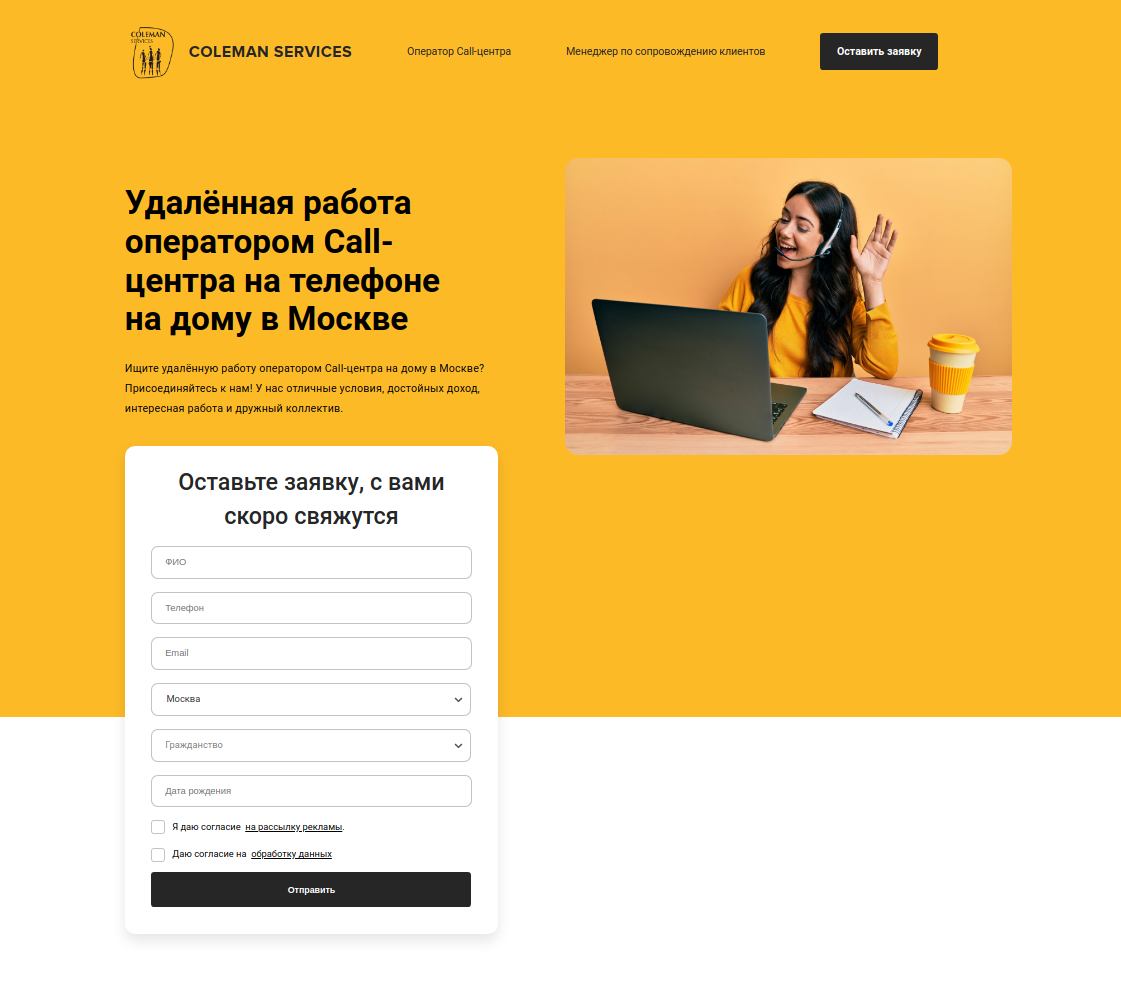 COLEMAN
SERVICES
COLEMAN SERVICES
Оператор Call-центра
Менеджер по сопровождению клиентов
Оставить заявку
Удалённая работа
оператором Call-
центра на телефоне
на дому в Москве
Ищите удалённую работу оператором Call-центра на дому в Москве?
Присоединяйтесь к нам! У нас отличные условия, достойных доход,
интересная работа и дружный коллектив.
Оставьте заявку, с вами
скоро свяжутся
ФИО
Телефон
Email
Москва
Гражданство
Дата рождения
Я даю согласие на рассылку рекламы.
Даю согласие на обработку данных
Отправить